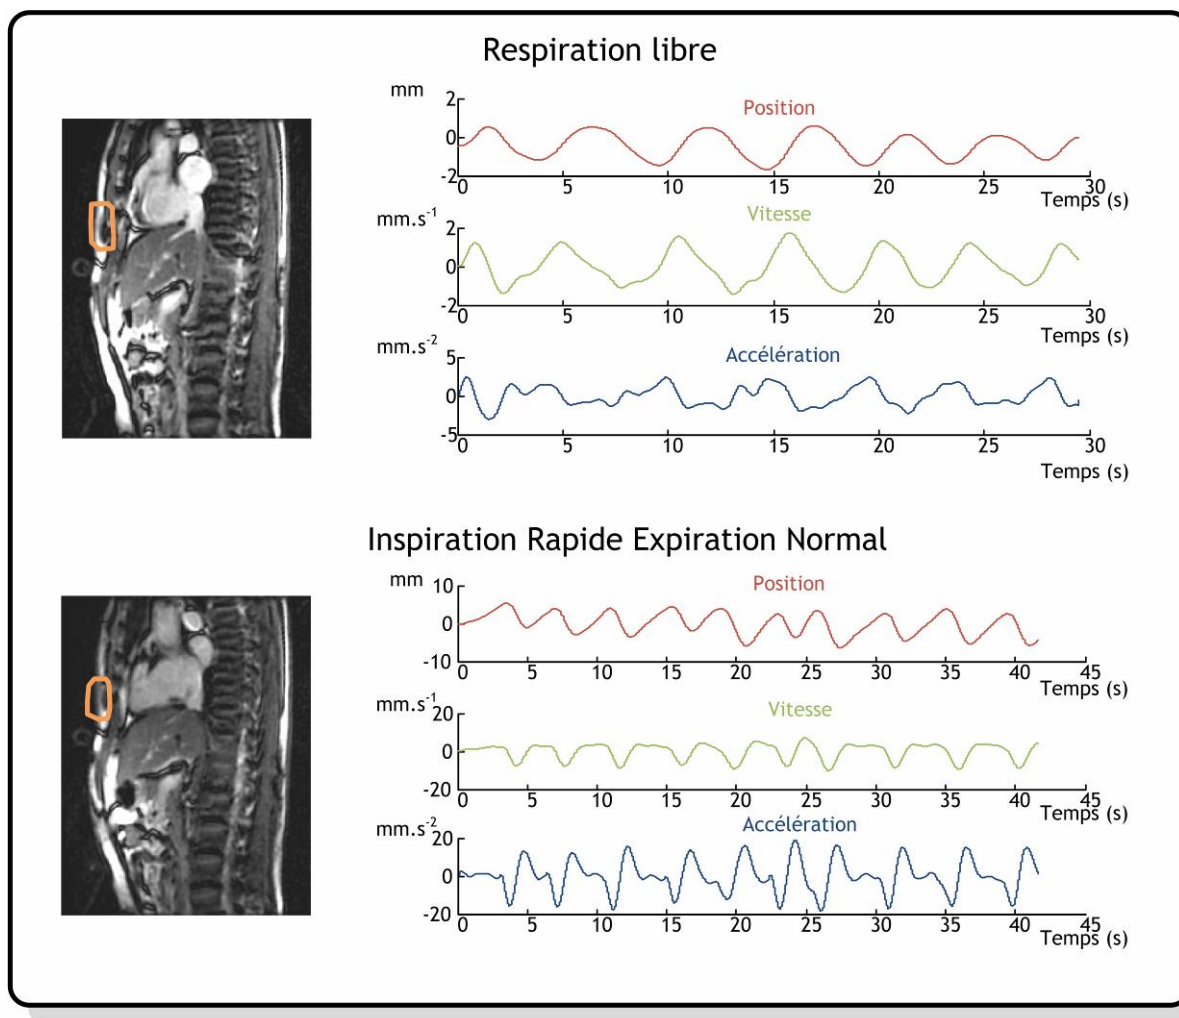 Respiration libre
mm
Position
2
0
-2
0 5 10 15 20 25 30
Temps (s)
mm.s-1
Vitesse
2
0
-2
0 5 10 15 20 25 30
Temps (s)
mm.s-2
Accélération
5
0
-5
0 5 10 15 20 25 30
Temps (s)
Inspiration Rapide Expiration Normal
mm
Position
10
0
-10
0 5 10 15 20 25 30 35 40 45
Temps (s)
mm.s-1
Vitesse
20
0
-20
0 5 10 15 20 25 30 35 40 45
Temps (s)
mm.s-2
Accélération
20
0
-20
0 5 10 15 20 25 30 35 40 45
Temps (s)